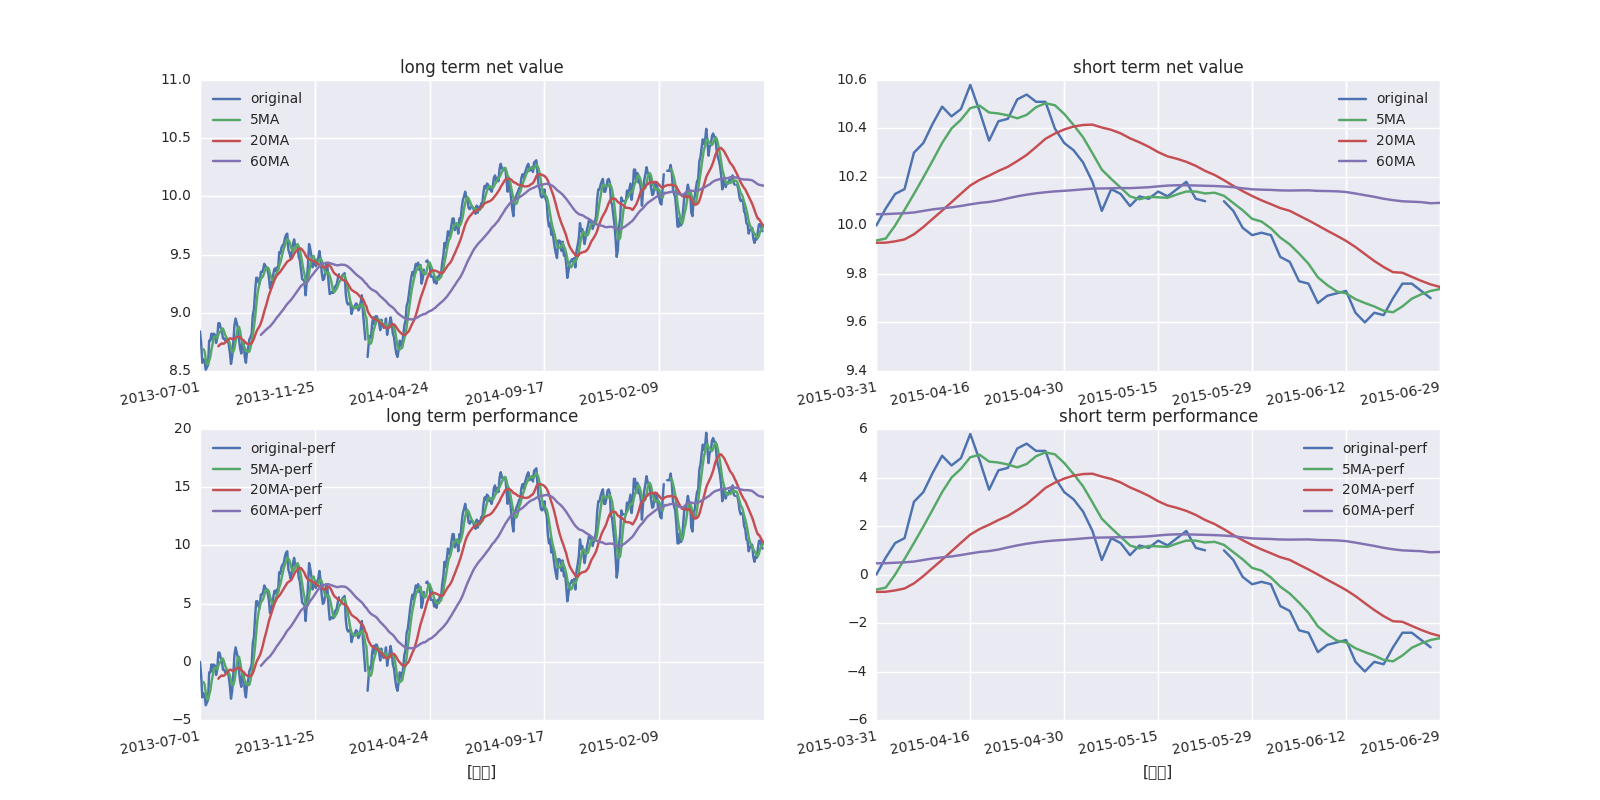 long term net value
11.0
10.5
10.0
9.5
9.0
8.5
original
5MA
20MA
60MA
2013-07-01
2013-11-25
2014-04-24
2014-09-17
2015-02-09
short term net value
10.6
10.4
10.2
10.0
9.8
9.6
9.4
original
5MA
20MA
60MA
2015-03-31
2015-04-16
2015-04-30
2015-05-15
2015-05-29
2015-06-12
2015-06-29
long term performance
20
15
10
5
0
−5
original-perf
5MA-perf
20MA-perf
60MA-perf
2013-07-01
2013-11-25
2014-04-24
2014-09-17
2015-02-09
[▯▯]
short term performance
6
4
2
0
−2
−4
−6
original-perf
5MA-perf
20MA-perf
60MA-perf
2015-03-31
2015-04-16
2015-04-30
2015-05-15
2015-05-29
2015-06-12
2015-06-29
[▯▯]